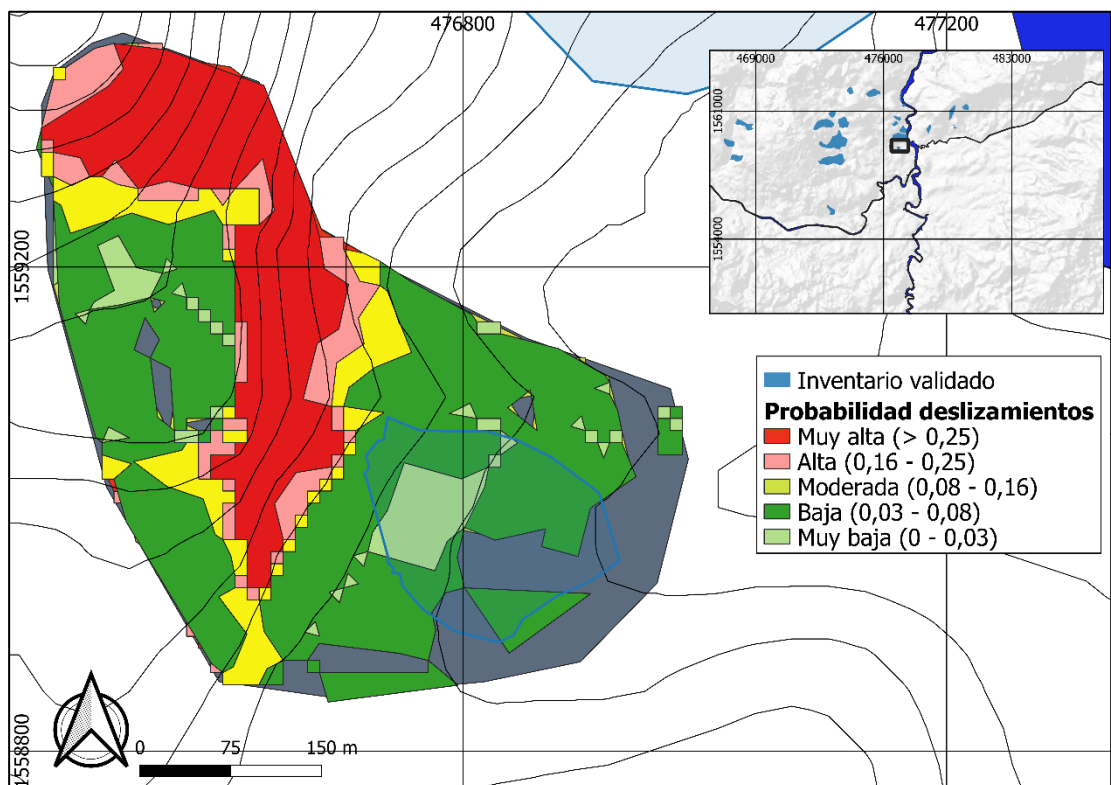 476800
477200
469000
476000
483000
1561000
1554000
1559200
Inventario validado
Probabilidad deslizamientos
Muy alta (> 0,25)
Alta (0,16 - 0,25)
Moderada (0,08 - 0,16)
Baja (0,03 - 0,08)
Muy baja (0 - 0,03)
1558800
0 75 150 m